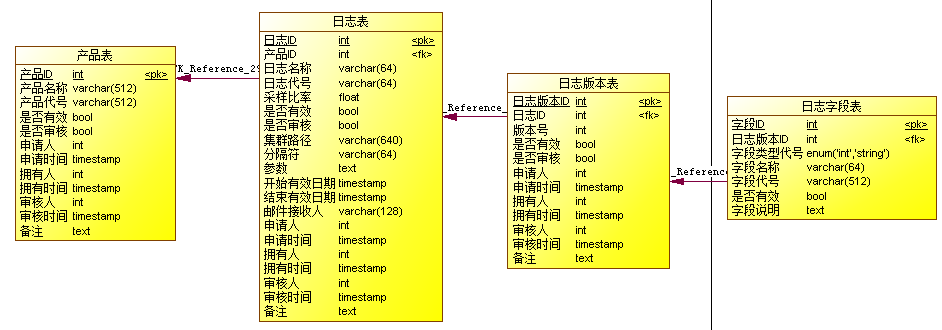 产品表
产品ID int <pk>
产品名称 varchar(512)
产品代号 varchar(512)
是否有效 bool
是否审核 bool
申请人 int
申请时间 timestamp
拥有人 int
拥有时间 timestamp
审核人 int
审核时间 timestamp
备注 text
K_Reference_29
日志表
日志ID int <pk>
产品ID int <fk>
日志名称 varchar(64)
日志代号 varchar(64)
采样比率 float
是否有效 bool
是否审核 bool
集群路径 varchar(640)
分隔符 varchar(64)
参数 text
开始有效日期 timestamp
结束有效日期 timestamp
邮件接收人 varchar(128)
申请人 int
申请时间 timestamp
拥有人 int
拥有时间 timestamp
审核人 int
审核时间 timestamp
备注 text
_Reference_
日志版本表
日志版本ID int <pk>
日志ID int <fk>
版本号 int
是否有效 bool
是否审核 bool
申请人 int
申请时间 timestamp
拥有人 int
拥有时间 timestamp
审核人 int
审核时间 timestamp
备注 text
_Reference
日志字段表
字段ID int <pk>
日志版本ID int <fk>
字段类型代号 enum('int','string')
字段名称 varchar(64)
字段代号 varchar(512)
是否有效 bool
字段说明 text